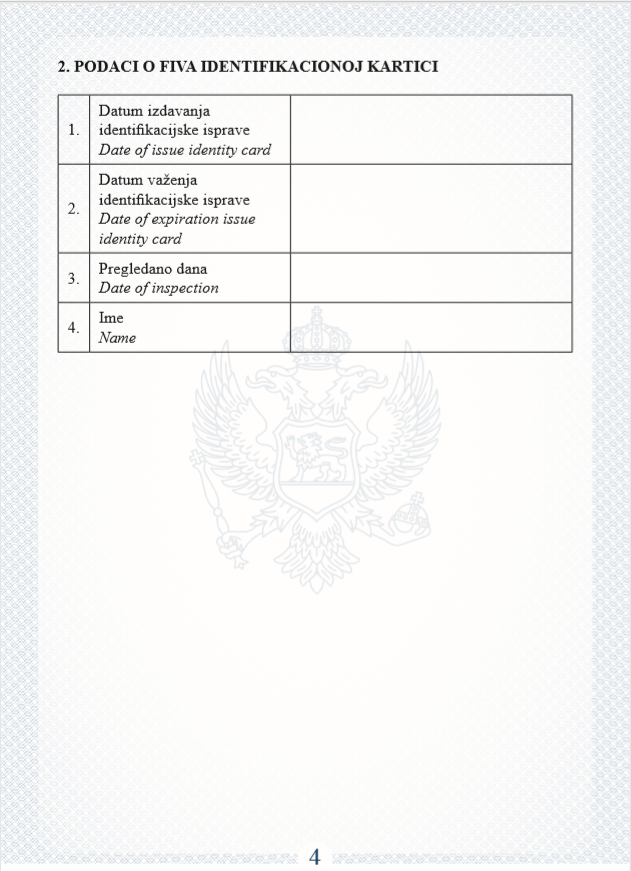 2. PODACI O FIVA IDENTIFIKACIONOJ KARTICI
1.
Datum izdavanja
identifikacijske isprave
Date of issue identity card
2.
Datum važenja
identifikacijske isprave
Date of expiration issue
identity card
3.
Pregledano dana
Date of inspection
4.
Ime
Name
4